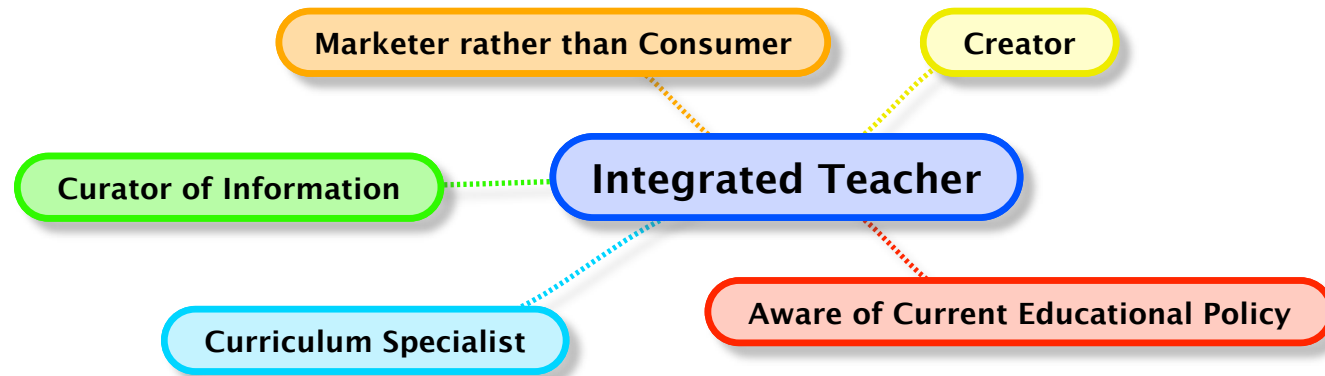 Marketer rather than Consumer
Creator
Integrated Teacher
Curator of Information
Aware of Current Educational Policy
Curriculum Specialist